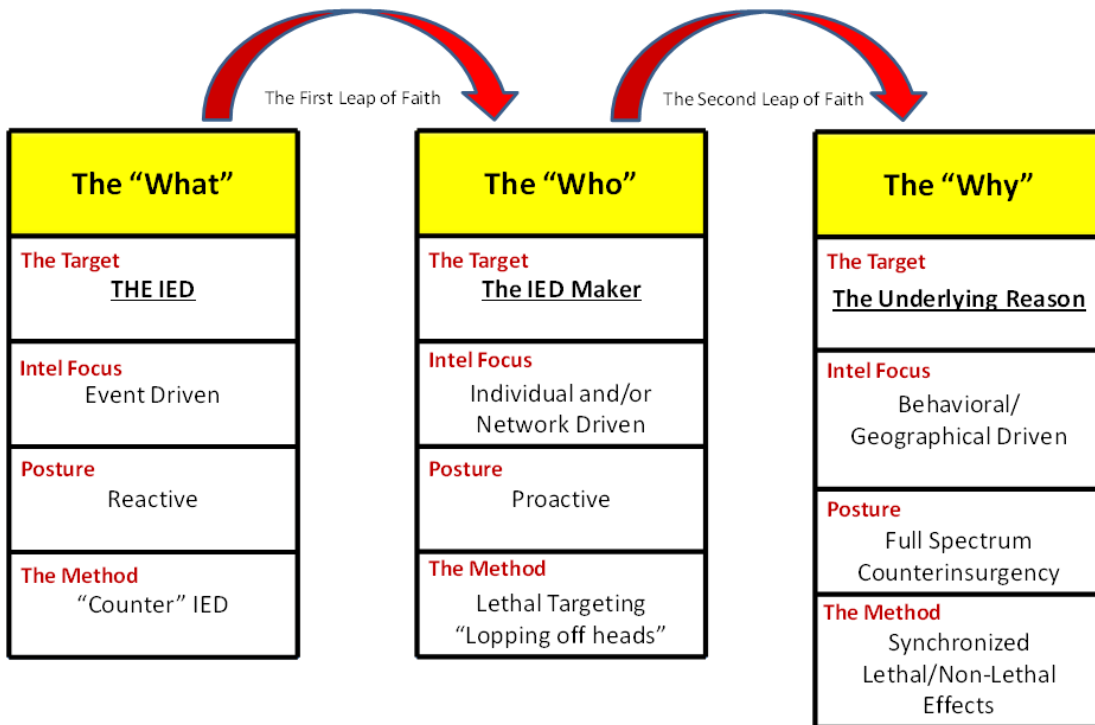 The First Leap of Faith
The Second Leap of Faith
The “What”
The Target
THE IED
Intel Focus
Event Driven
Posture
Reactive
The Method
“Counter” IED
The “Who”
The Target
The IED Maker
Intel Focus
Individual and/or
Network Driven
Posture
Proactive
The Method
Lethal Targeting
“Lopping off heads”
The “Why”
The Target
The Underlying Reason
Intel Focus
Behavioral/
Geographical Driven
Posture
Full Spectrum
Counterinsurgency
The Method
Synchronized
Lethal/Non-Lethal
Effects